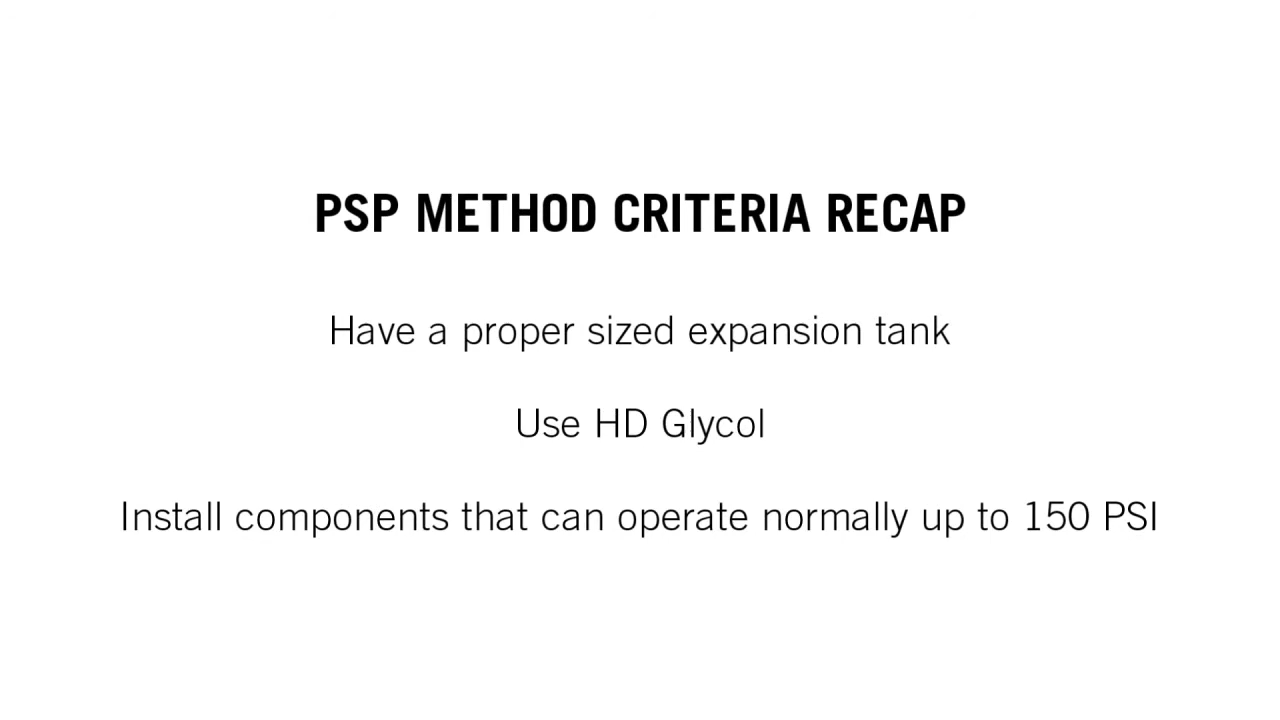 PSP METHOD CRITERIA RECAP
Have a proper sized expansion tank
Use HD Glycol
Install components that can operate normally up to 150 PSI